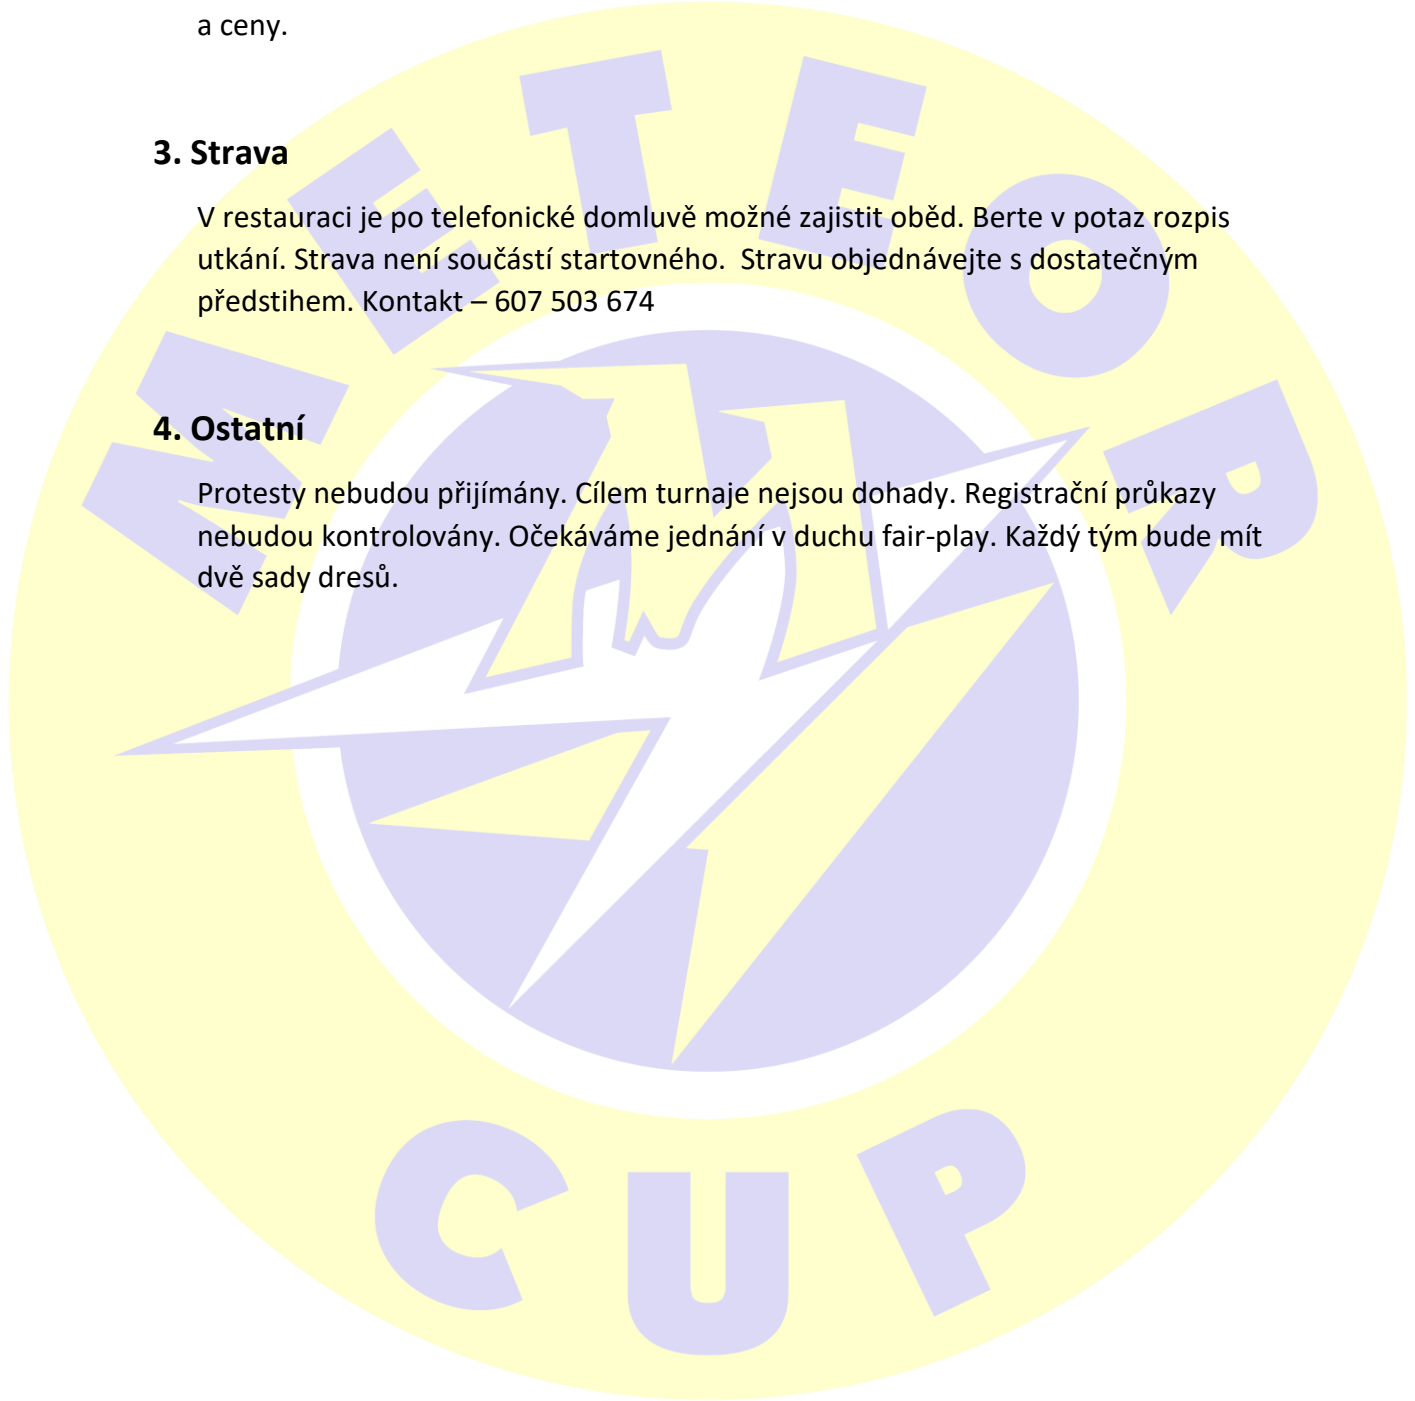 a ceny.
3. Strava
V restauraci je po telefonické domluvě možné zajistit oběd. Berte v potaz rozpis
utkání. Strava není součástí startovného.  Stravu objednávejte s dostatečným
předstihem. Kontakt – 607 503 674
4. Ostatní
Protesty nebudou přijímány. Cílem turnaje nejsou dohady. Registrační průkazy
nebudou kontrolovány. Očekáváme jednání v duchu fair-play. Každý tým bude mít
dvě sady dresů.
METEOR
CUP